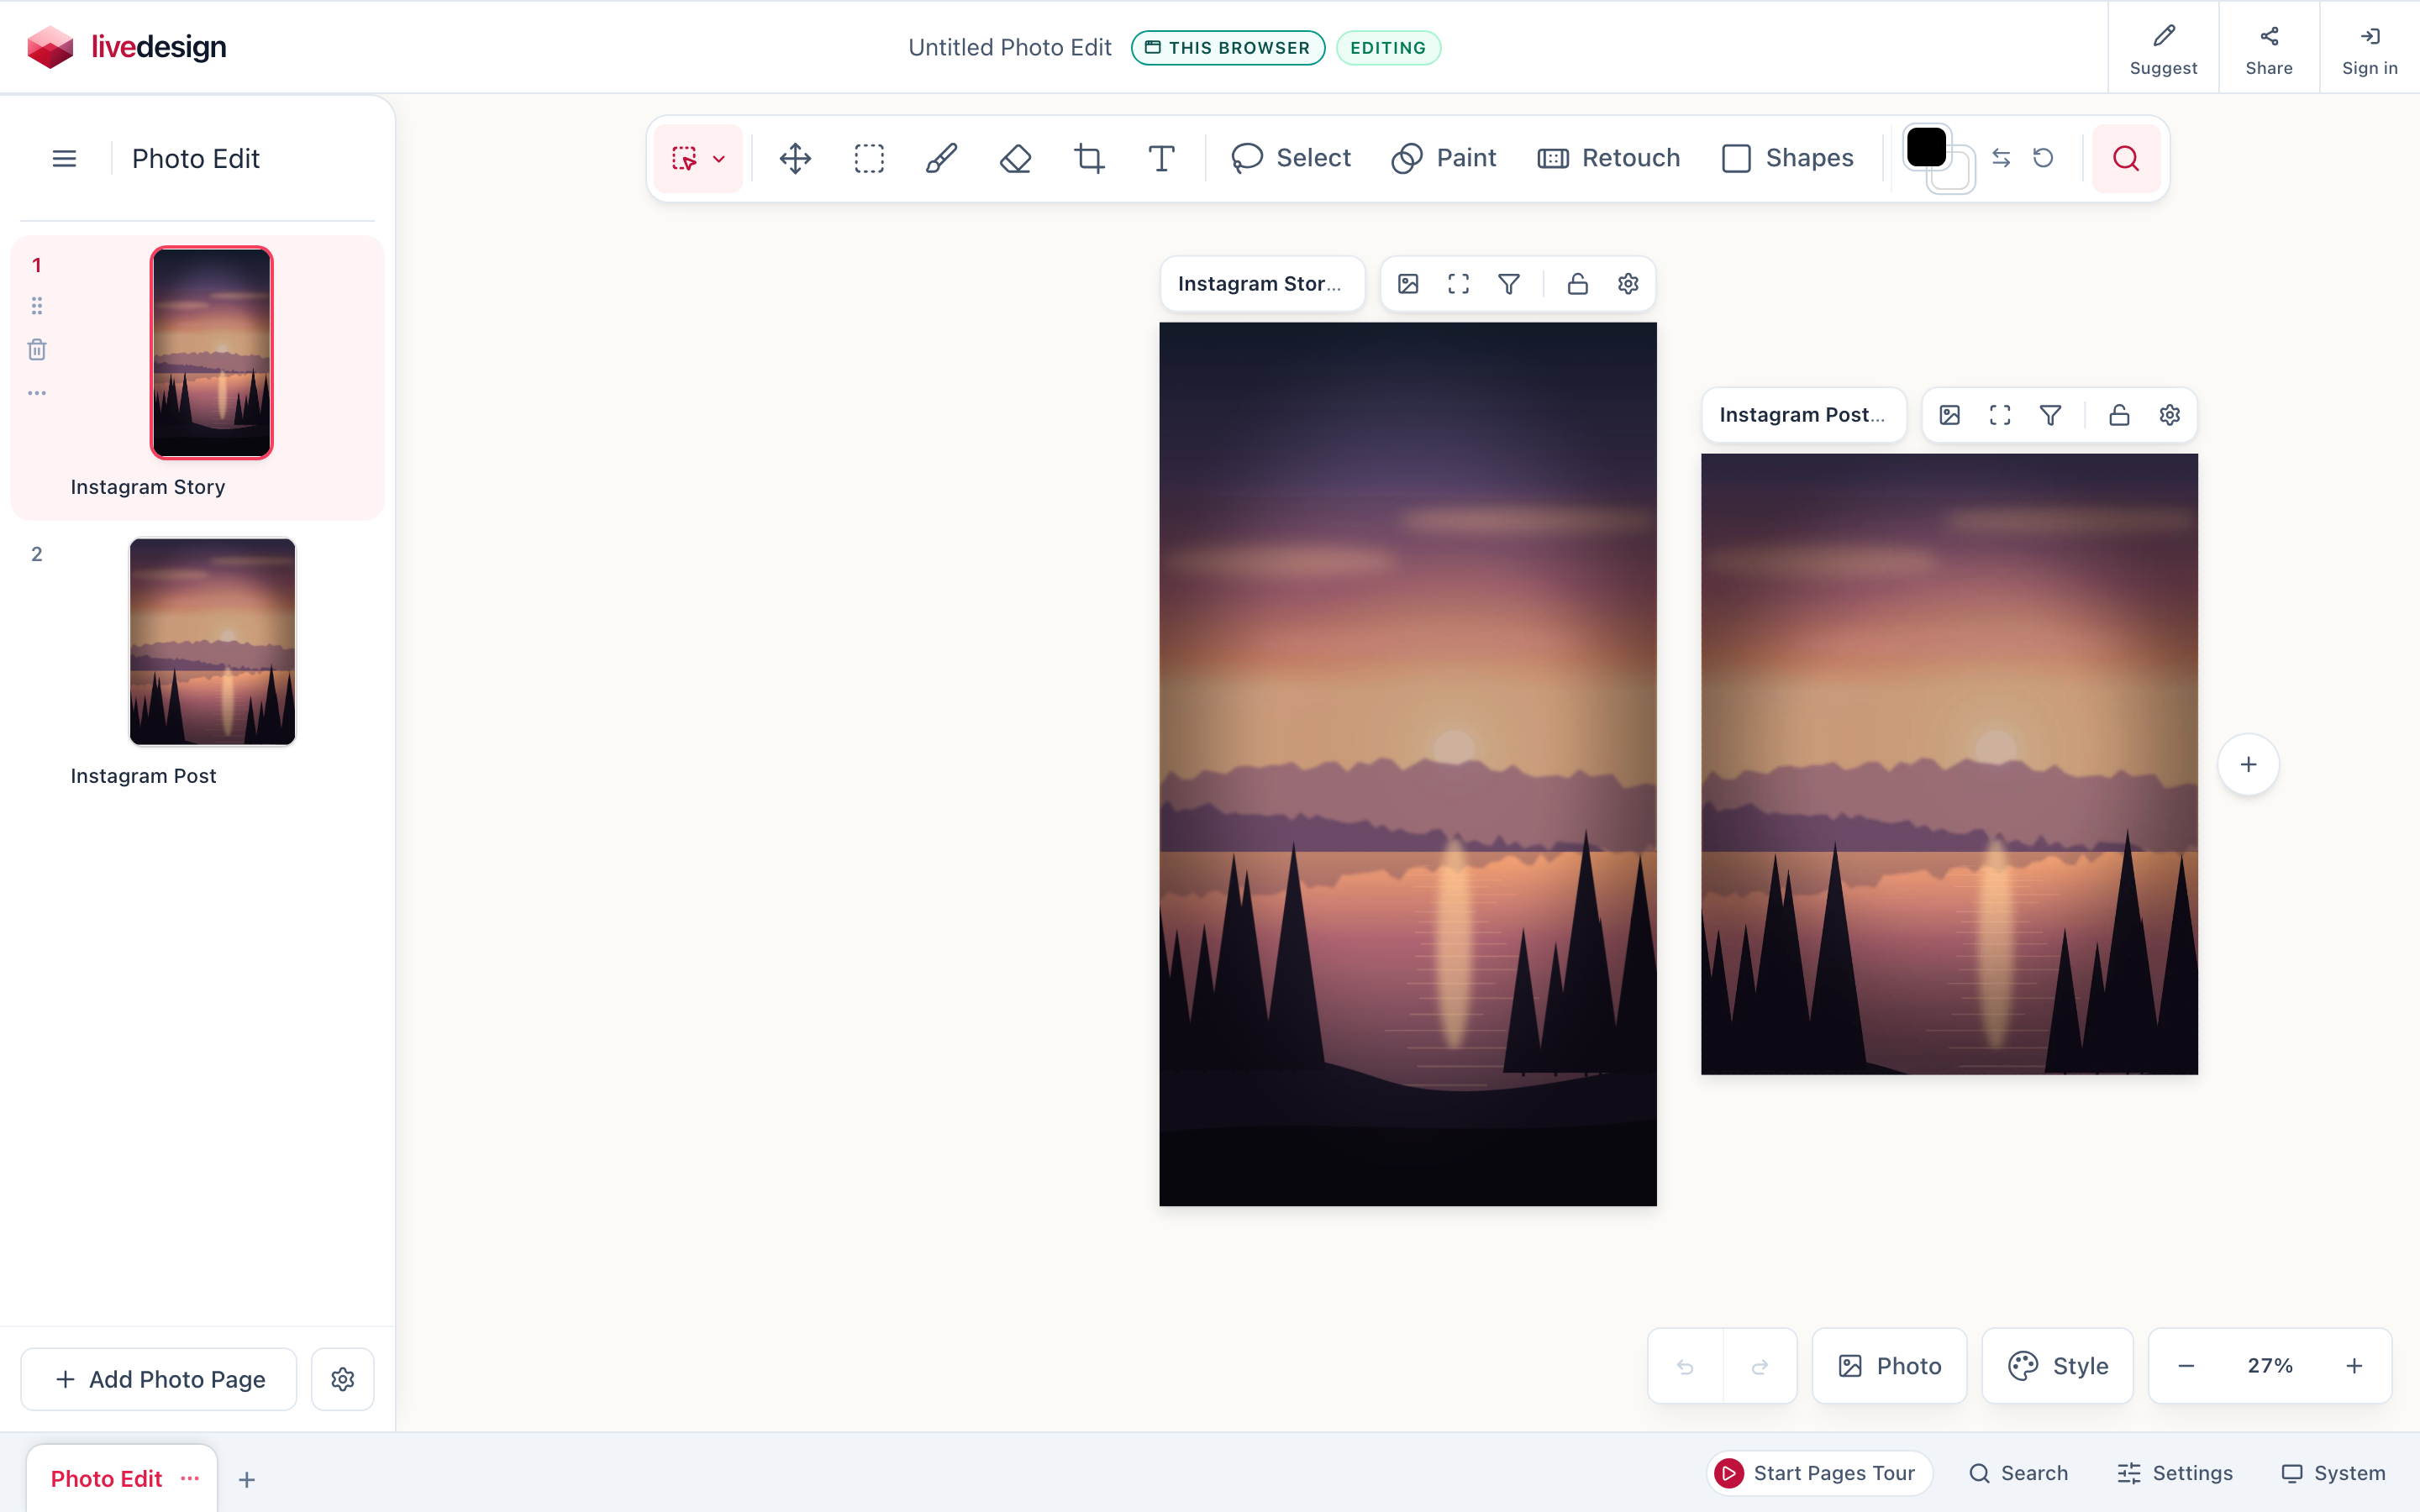 livedesign
Untitled Photo Edit
THIS BROWSER
EDITING
Suggest
Share
Sign in
Photo Edit
Select
Paint
Retouch
Shapes
1
Instagram Story
2
Instagram Post
Instagram Stor...
Instagram Post...
Add Photo Page
Photo
Style
27%
Photo Edit
Start Pages Tour
Search
Settings
System